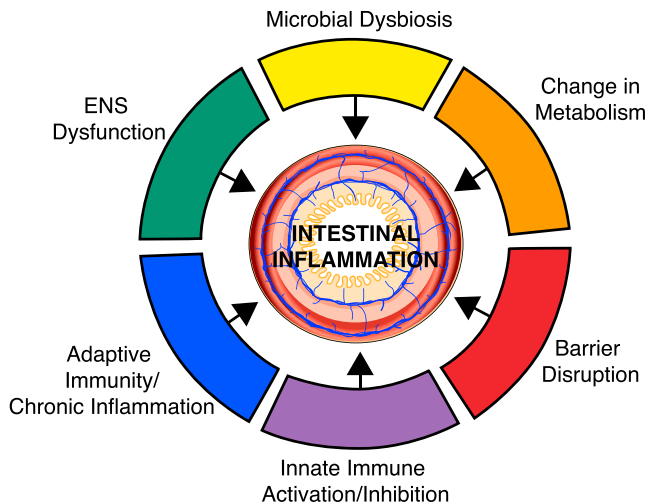 Microbial Dysbiosis
Change in
Metabolism
ENS
Dysfunction
INTESTINAL
INFLAMMATION
Barrier
Disruption
Adaptive
Immunity/
Chronic Inflammation
Innate Immune
Activation/Inhibition